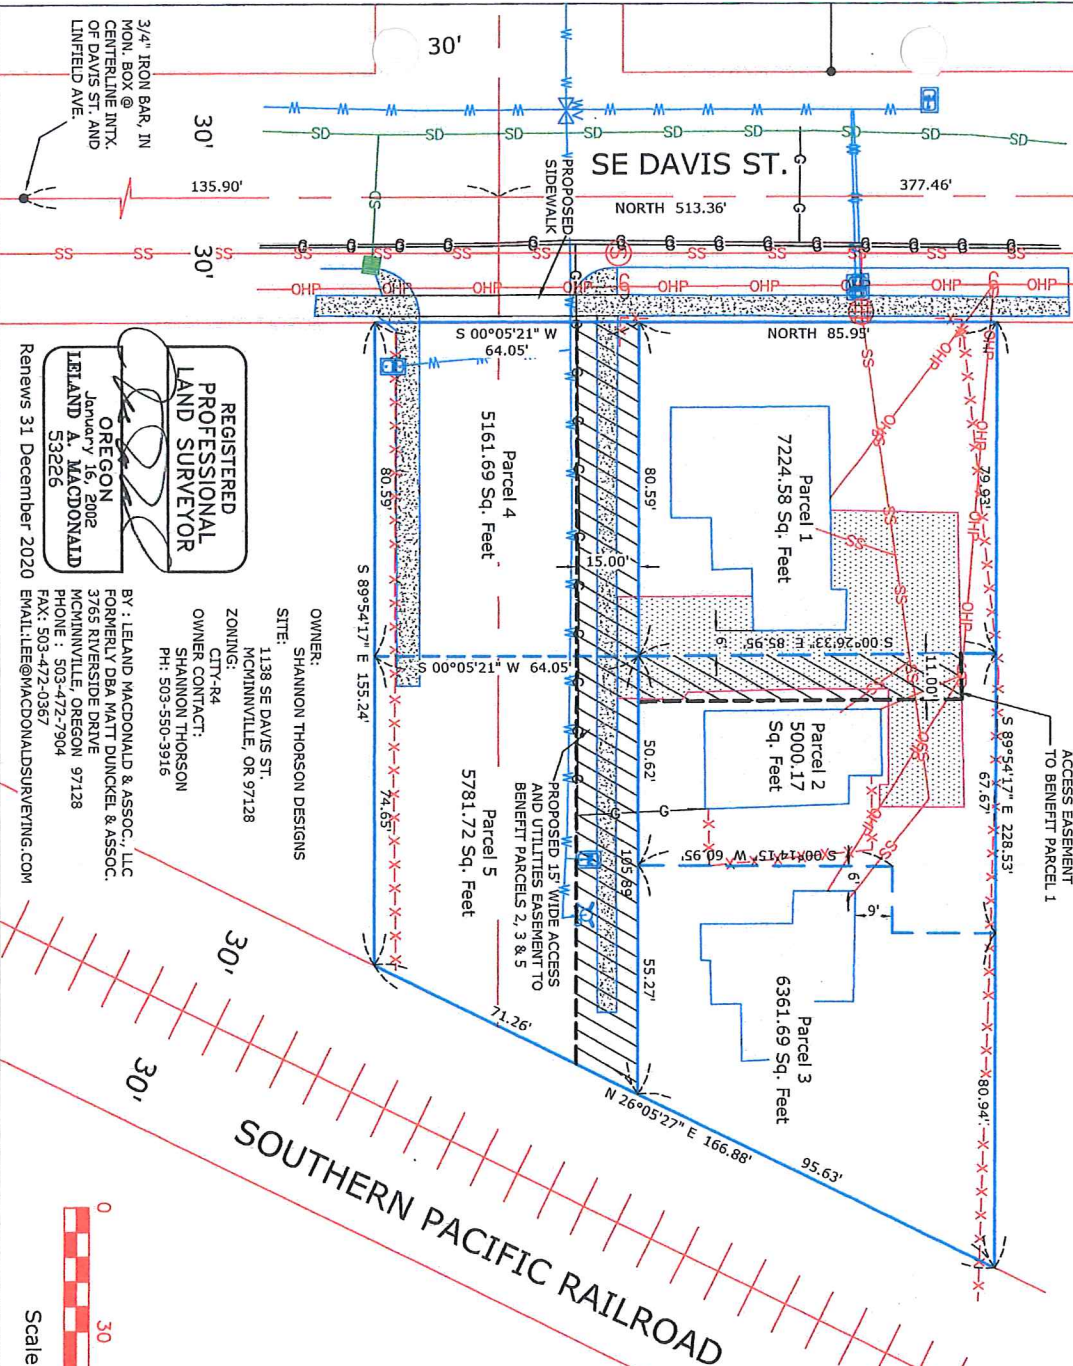 30'
3/4" IRON BAR, IN
MON. BOX @
CENTERLINE INTX.
OF DAVIS ST. AND
LINFIELD AVE.
30'
30'
135.90'
SE DAVIS ST.
377.46'
NORTH 513.36'
PROPOSED
SIDEWALK
S 00°05'21" W
64.05'
NORTH 85.95'
Parcel 4
5161.69 Sq. Feet
Parcel 1
7224.58 Sq. Feet
80.59'
80.59'
79.93'
15.00'
S 00°05'21" W 64.05'
S 00°26'33" E 85.95'
9'
11.00'
ACCESS EASEMENT
TO BENEFIT PARCEL 1
S 89°54'17" E 228.53'
67.67'
S 89°54'17" E 155.24'
74.65'
50.62'
105.89'
55.27'
Parcel 2
5000.17
Sq. Feet
S 00°14'15" W 60.95'
6'
6'
PROPOSED 15' WIDE ACCESS
AND UTILITIES EASEMENT TO
BENEFIT PARCELS 2, 3 & 5
Parcel 5
5781.72 Sq. Feet
Parcel 3
6361.69 Sq. Feet
80.94'
71.26'
N 26°05'27" E 166.88'
95.63'
REGISTERED
PROFESSIONAL
LAND SURVEYOR
OREGON
January 16, 2002
LELAND A. MACDONALD
53226
Renews 31 December 2020
OWNER:
SHANNON THORSON DESIGNS
SITE:
1138 SE DAVIS ST.
MCMINNVILLE, OR 97128
ZONING:
CITY-R4
OWNER CONTACT:
SHANNON THORSON
PH: 503-550-3916
BY : LELAND MACDONALD & ASSOC., LLC
FORMERLY DBA MATT DUNCKEL & ASSOC.
3765 RIVERSIDE DRIVE
MCMINNVILLE, OREGON 97128
PHONE : 503-472-7904
FAX: 503-472-0367
EMAIL:LEE@MACDONALDSURVEYING.COM
30'
30'
SOUTHERN PACIFIC RAILROAD
0
30
Scale